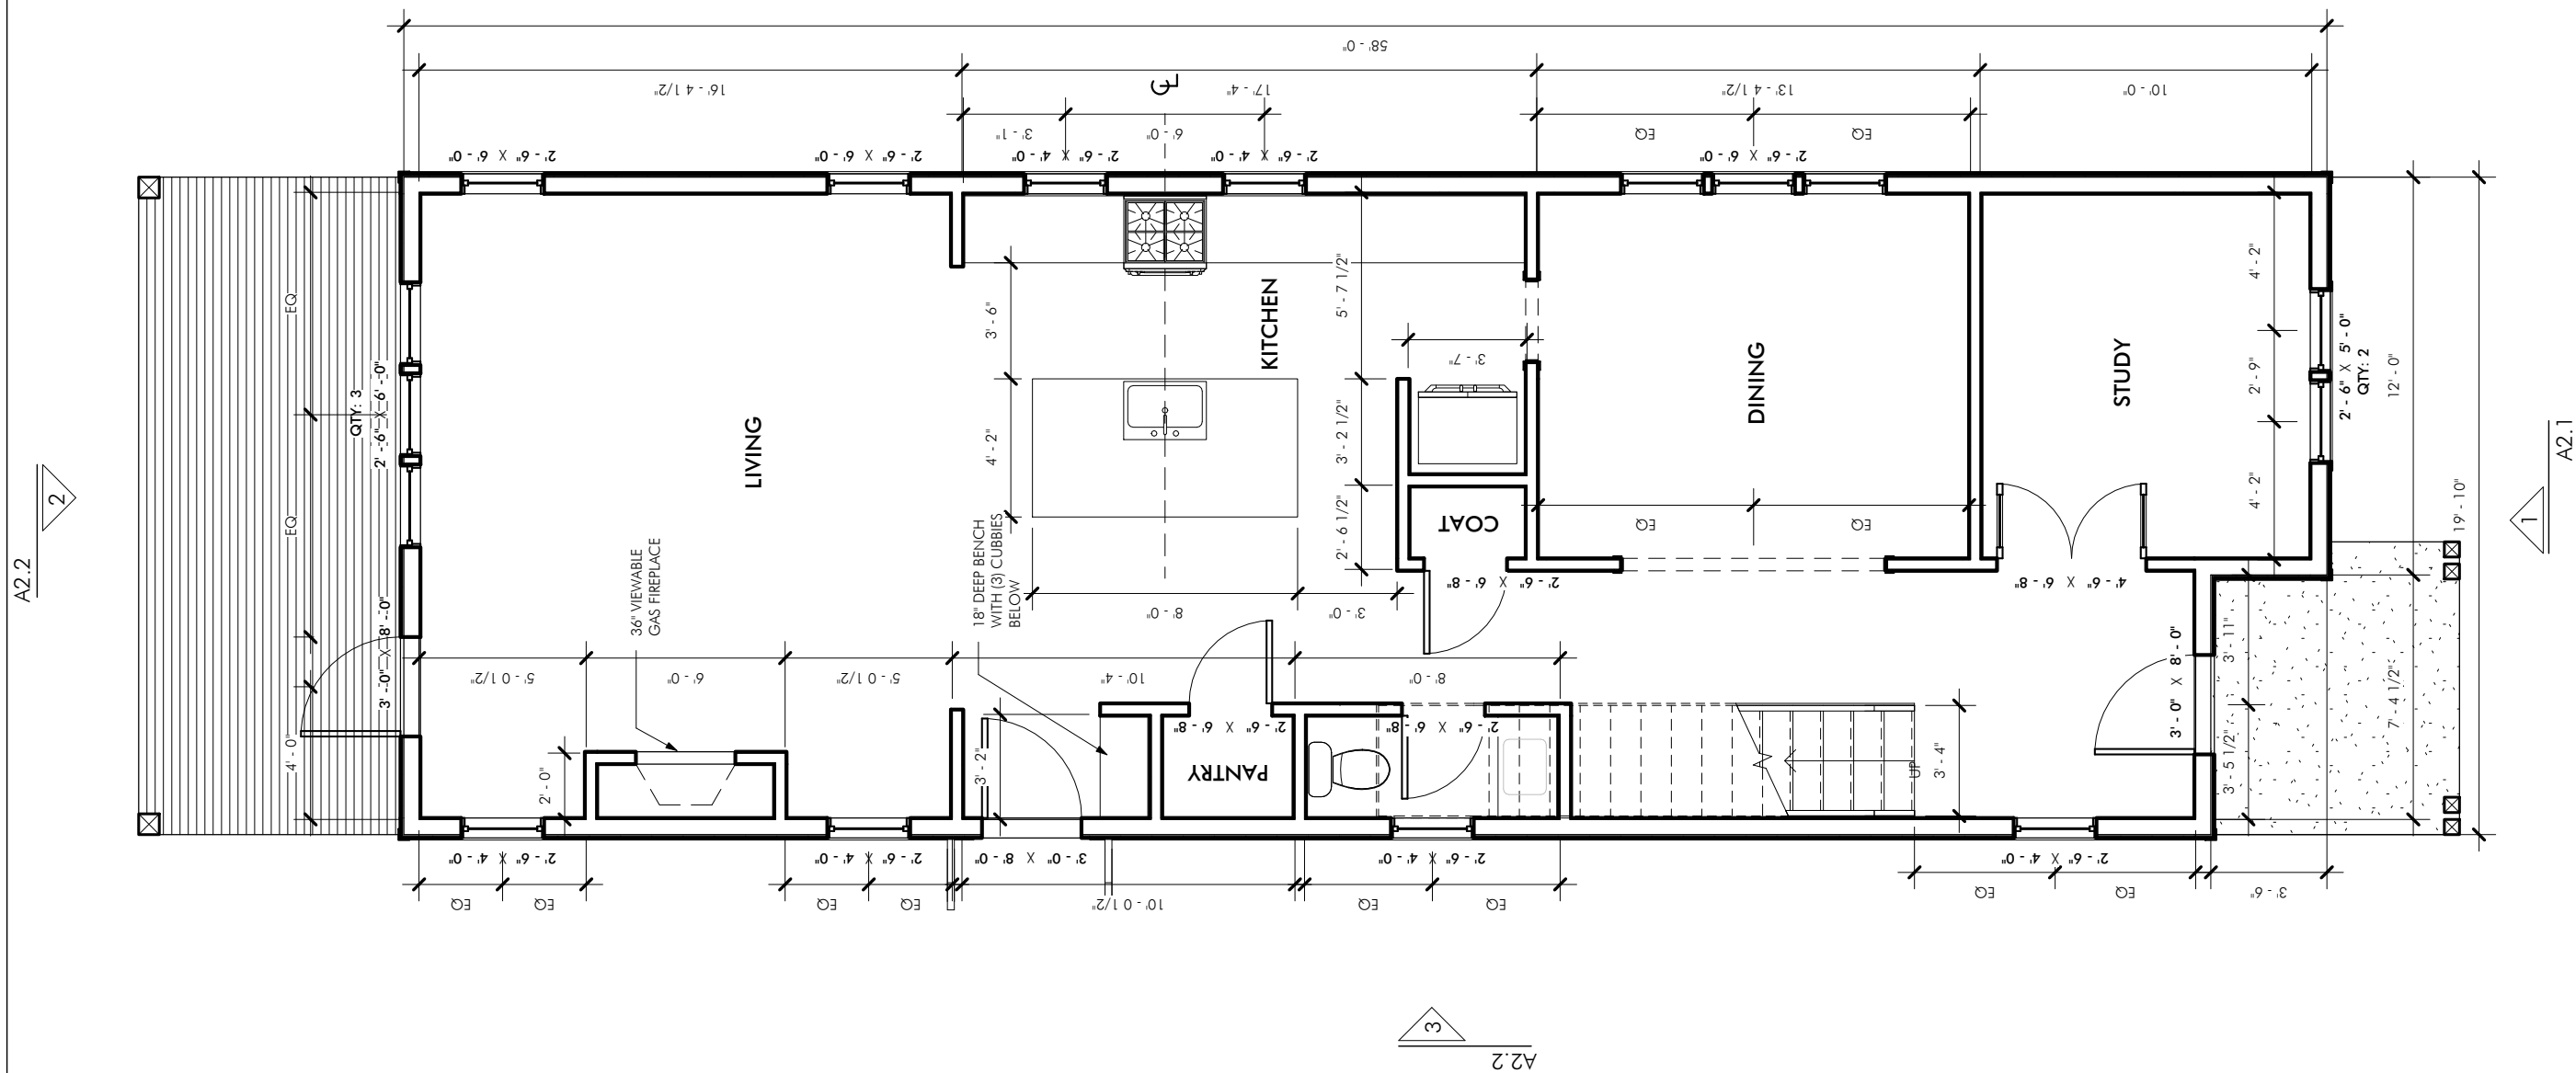 58' - 0"
16' - 4 1/2"
17' - 4"
13' - 4 1/2"
10' - 0"
℄
3' - 1"
6' - 0"
EQ
EQ
2' - 6" X 6' - 0"
2' - 6" X 6' - 0"
2' - 6" X 4' - 0"
2' - 6" X 4' - 0"
2' - 6" X 6' - 0"
A2.2
2
EQ
EQ
4' - 0"
QTY: 3
2' - 6" X 6' - 0"
3' - 0" X 8' - 0"
LIVING
36" VIEWABLE
GAS FIREPLACE
18" DEEP BENCH
WITH (3) CUBBIES
BELOW
KITCHEN
3' - 6"
4' - 2"
5' - 7 1/2"
3' - 2 1/2"
2' - 6 1/2"
3' - 7"
COAT
2' - 6" X 6' - 8"
8' - 0"
3' - 0"
DINING
EQ
EQ
STUDY
4' - 2"
2' - 9"
4' - 2"
2' - 6" X 5' - 0"
QTY: 2
12' - 0"
19' - 10"
1
A2.1
4' - 6" X 6' - 8"
3' - 0" X 8' - 0"
3' - 11"
3' - 5 1/2"
7' - 4 1/2"
5' - 0 1/2"
6' - 0"
5' - 0 1/2"
10' - 4"
8' - 0"
2' - 0"
3' - 2"
PANTRY
2' - 6" X 6' - 8"
2' - 6" X 6' - 8"
UP
3' - 4"
2' - 6" X 4' - 0"
2' - 6" X 4' - 0"
3' - 0" X 8' - 0"
2' - 6" X 4' - 0"
2' - 6" X 4' - 0"
EQ
EQ
EQ
EQ
10' - 0 1/2"
EQ
EQ
EQ
EQ
3' - 6"
3
A2.2